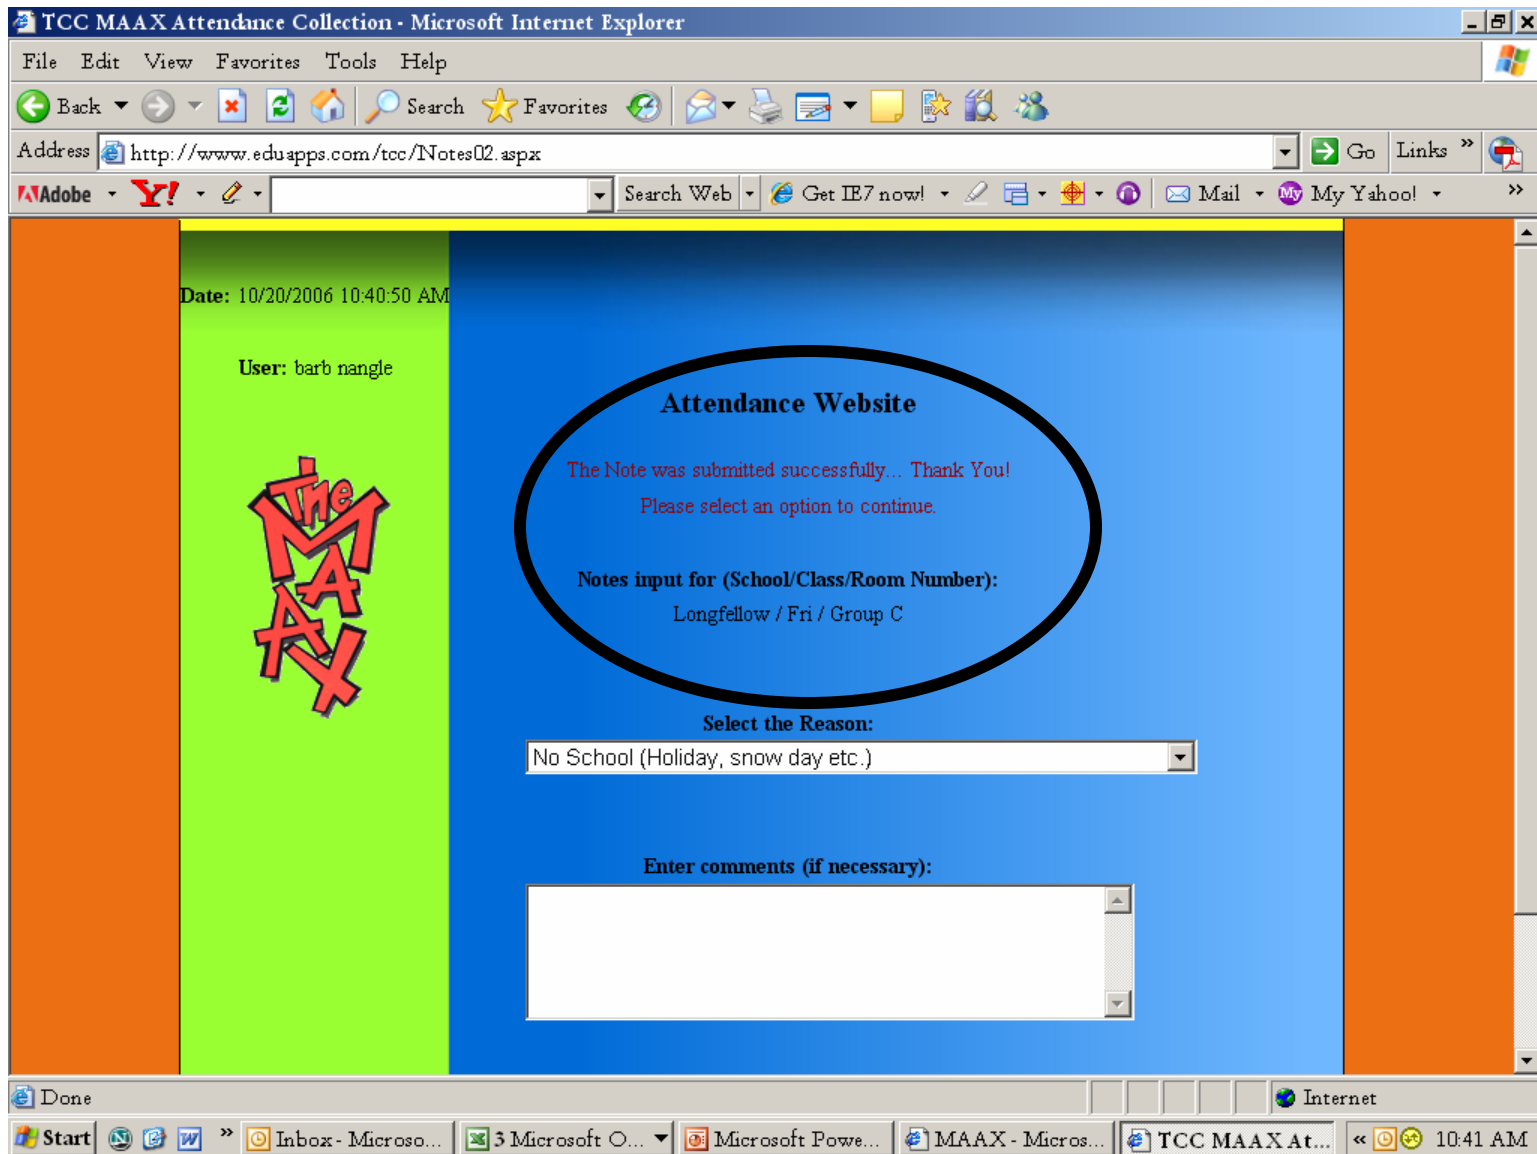 TCC MAAX Attendance Collection - Microsoft Internet Explorer
File Edit View Favorites Tools Help
Back Search Favorites
Address http://www.eduapps.com/tcc/Notes02.aspx Go Links »
Adobe Y! Search Web Get IE7 now! Mail My My Yahoo! »
Date: 10/20/2006 10:40:50 AM
User: barb nangle
The MAAX
Attendance Website
The Note was submitted successfully... Thank You!
Please select an option to continue.
Notes input for (School/Class/Room Number):
Longfellow / Fri / Group C
Select the Reason:
No School (Holiday, snow day etc.)
Enter comments (if necessary):
Done Internet
Start » Inbox - Microso... 3 Microsoft O... Microsoft Powe... MAAX - Micros... TCC MAAX At... « 10:41 AM